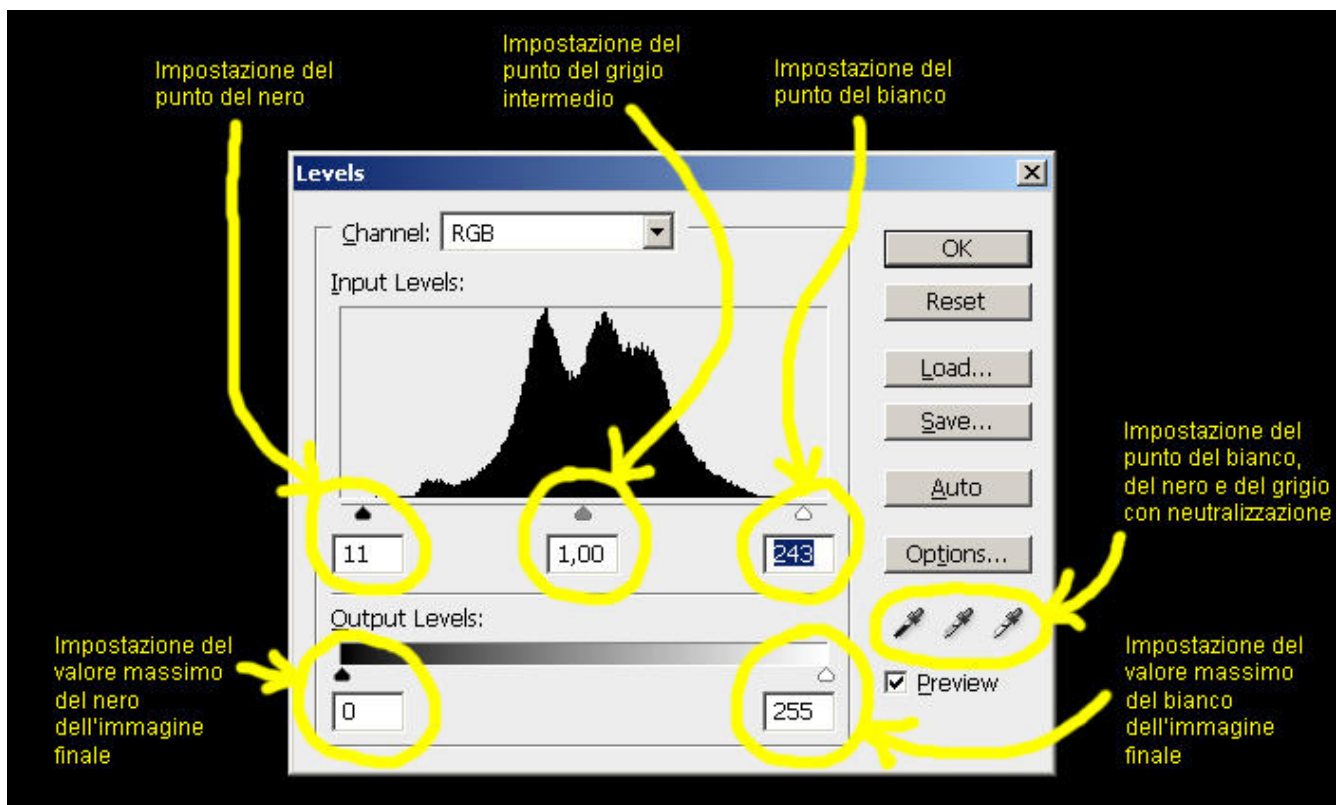 Impostazione del
punto del nero
Impostazione del
punto del grigio
intermedio
Impostazione del
punto del bianco
Levels
Channel: RGB
OK
Input Levels:
Reset
Load...
Save...
Auto
Impostazione del
punto del bianco,
del nero e del grigio
con neutralizzazione
11
1,00
243
Options...
Output Levels:
Impostazione del
valore massimo
del nero
dell'immagine
finale
0
255
Preview
Impostazione del
valore massimo
del bianco
dell'immagine
finale